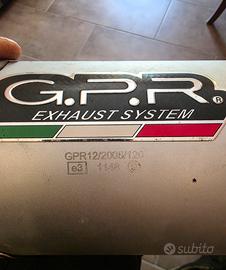 G.P.R.®
EXHAUST SYSTEM
GPR12/2006/120
e3 1148
subito